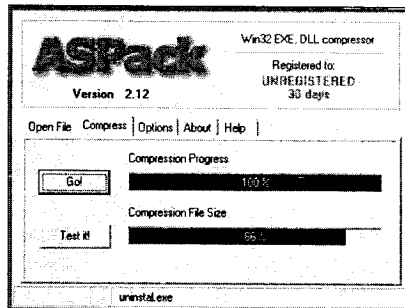 ASPack
Version 2.12
Win32 EXE, DLL compressor
Registered to:
UNREGISTERED
30 days
Open File Compress Options About Help
Compression Progress
Go!
100 %
Compression File Size
Test it!
uninstal.exe